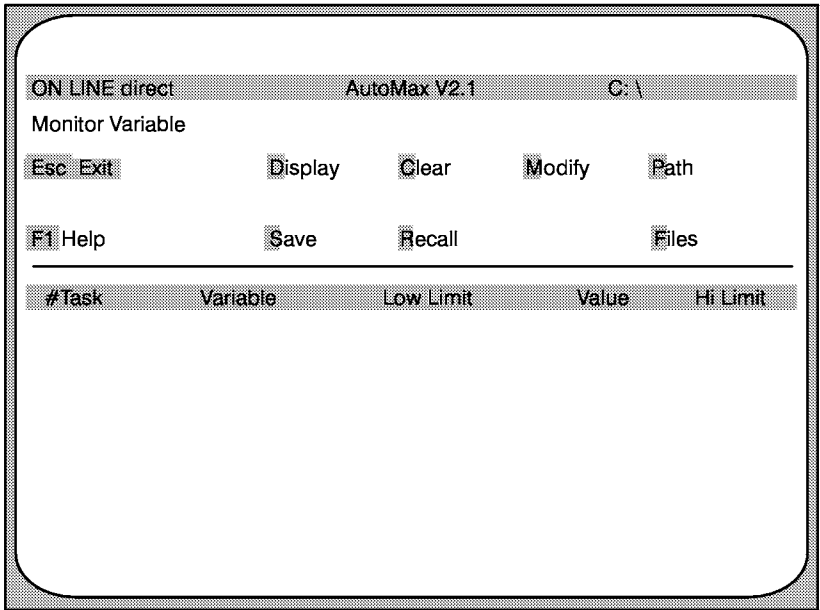 ON LINE direct AutoMax V2.1 C: \
Monitor Variable
Esc Exit Display Clear Modify Path
F1 Help Save Recall Files
#Task Variable Low Limit Value Hi Limit